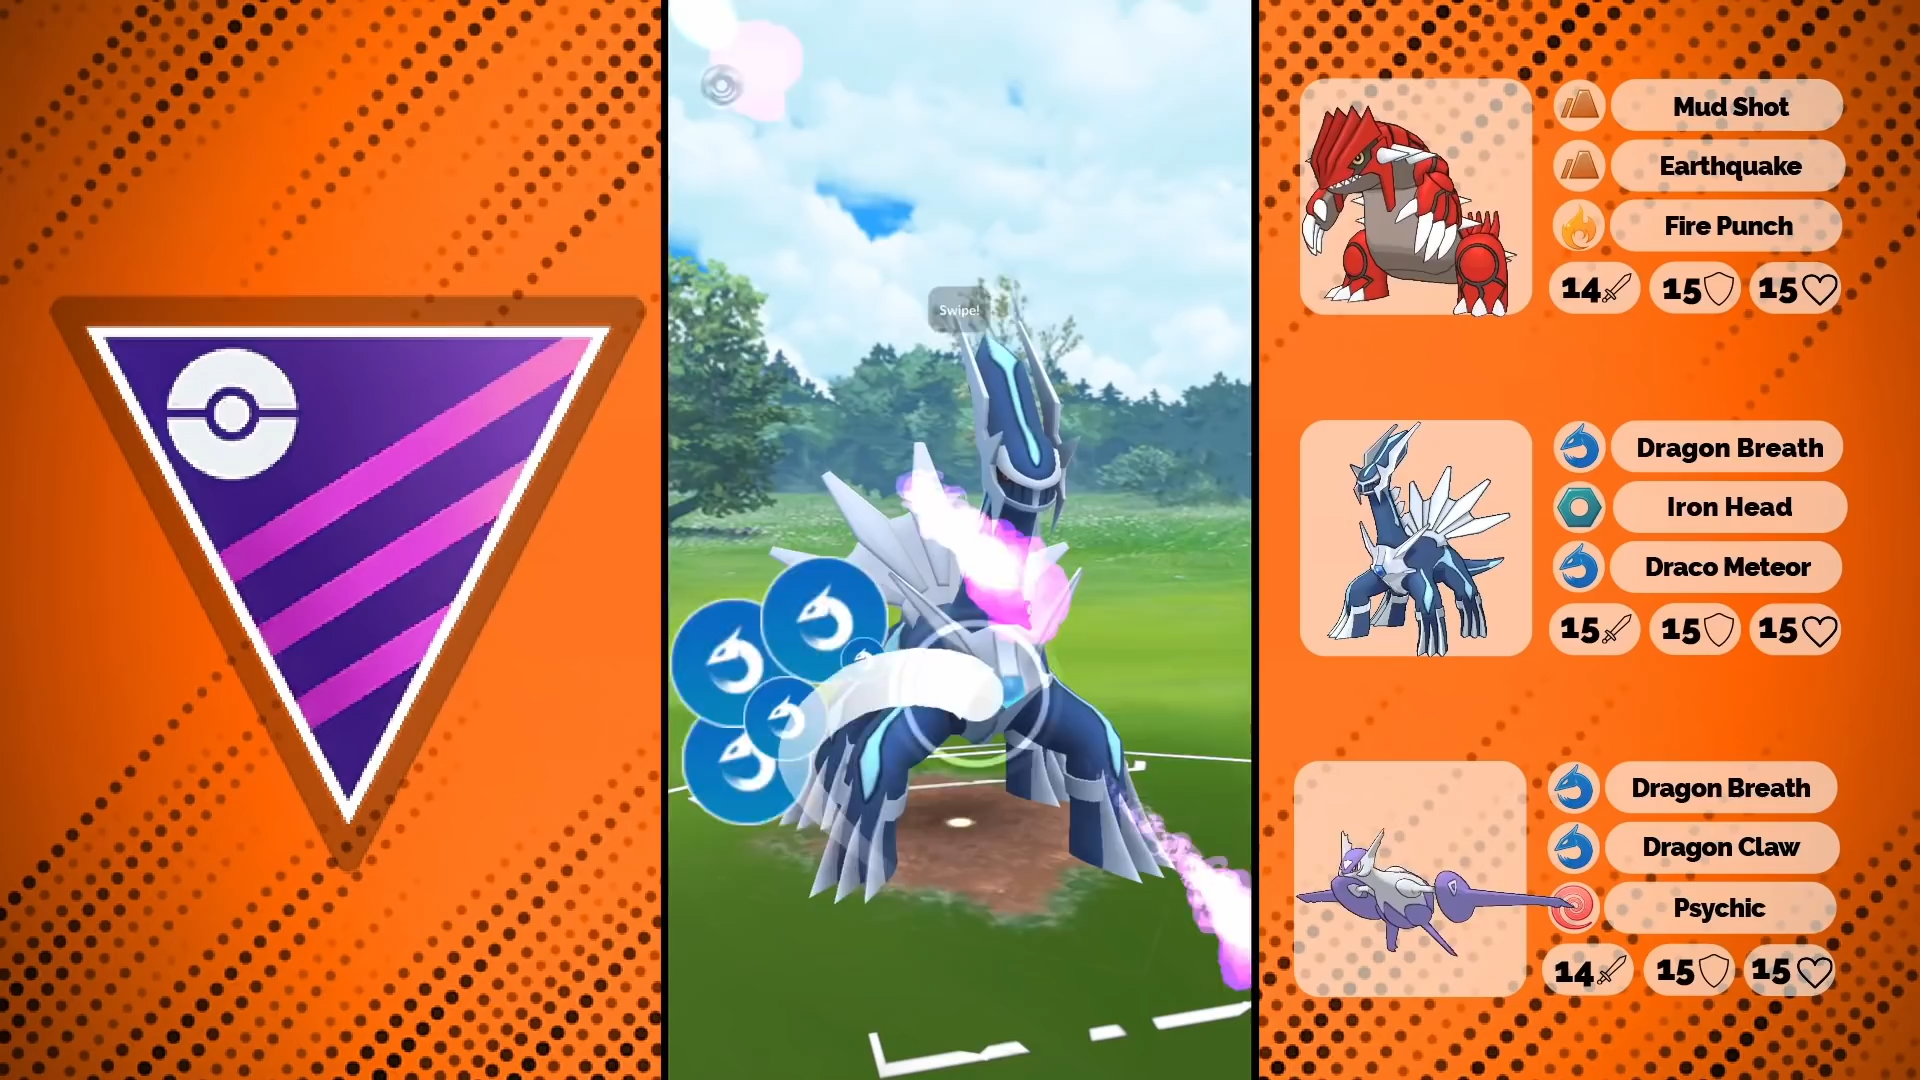 Swipe!
Mud Shot
Earthquake
Fire Punch
14 15 15
Dragon Breath
Iron Head
Draco Meteor
15 15 15
Dragon Breath
Dragon Claw
Psychic
14 15 15